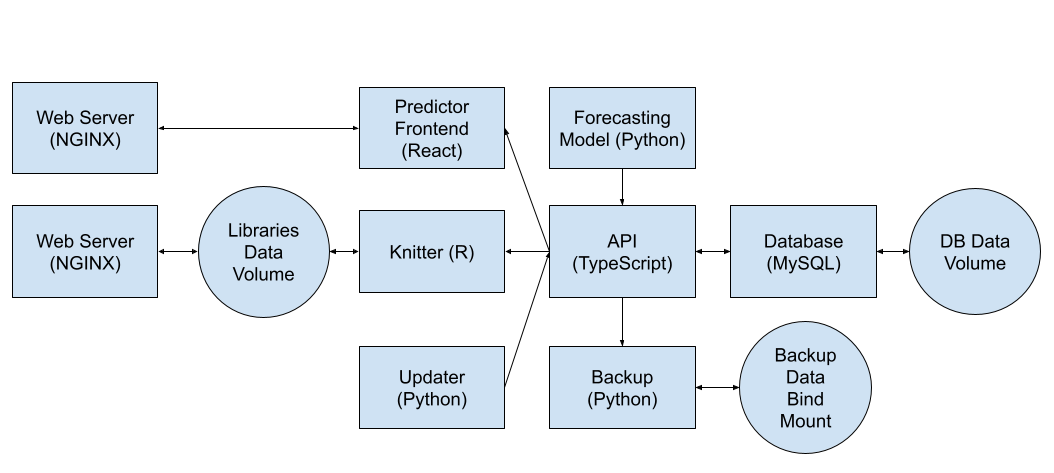 Web Server
(NGINX)
Predictor
Frontend
(React)
Forecasting
Model (Python)
Web Server
(NGINX)
Libraries
Data
Volume
Knitter (R)
API
(TypeScript)
Database
(MySQL)
DB Data
Volume
Updater
(Python)
Backup
(Python)
Backup
Data
Bind
Mount